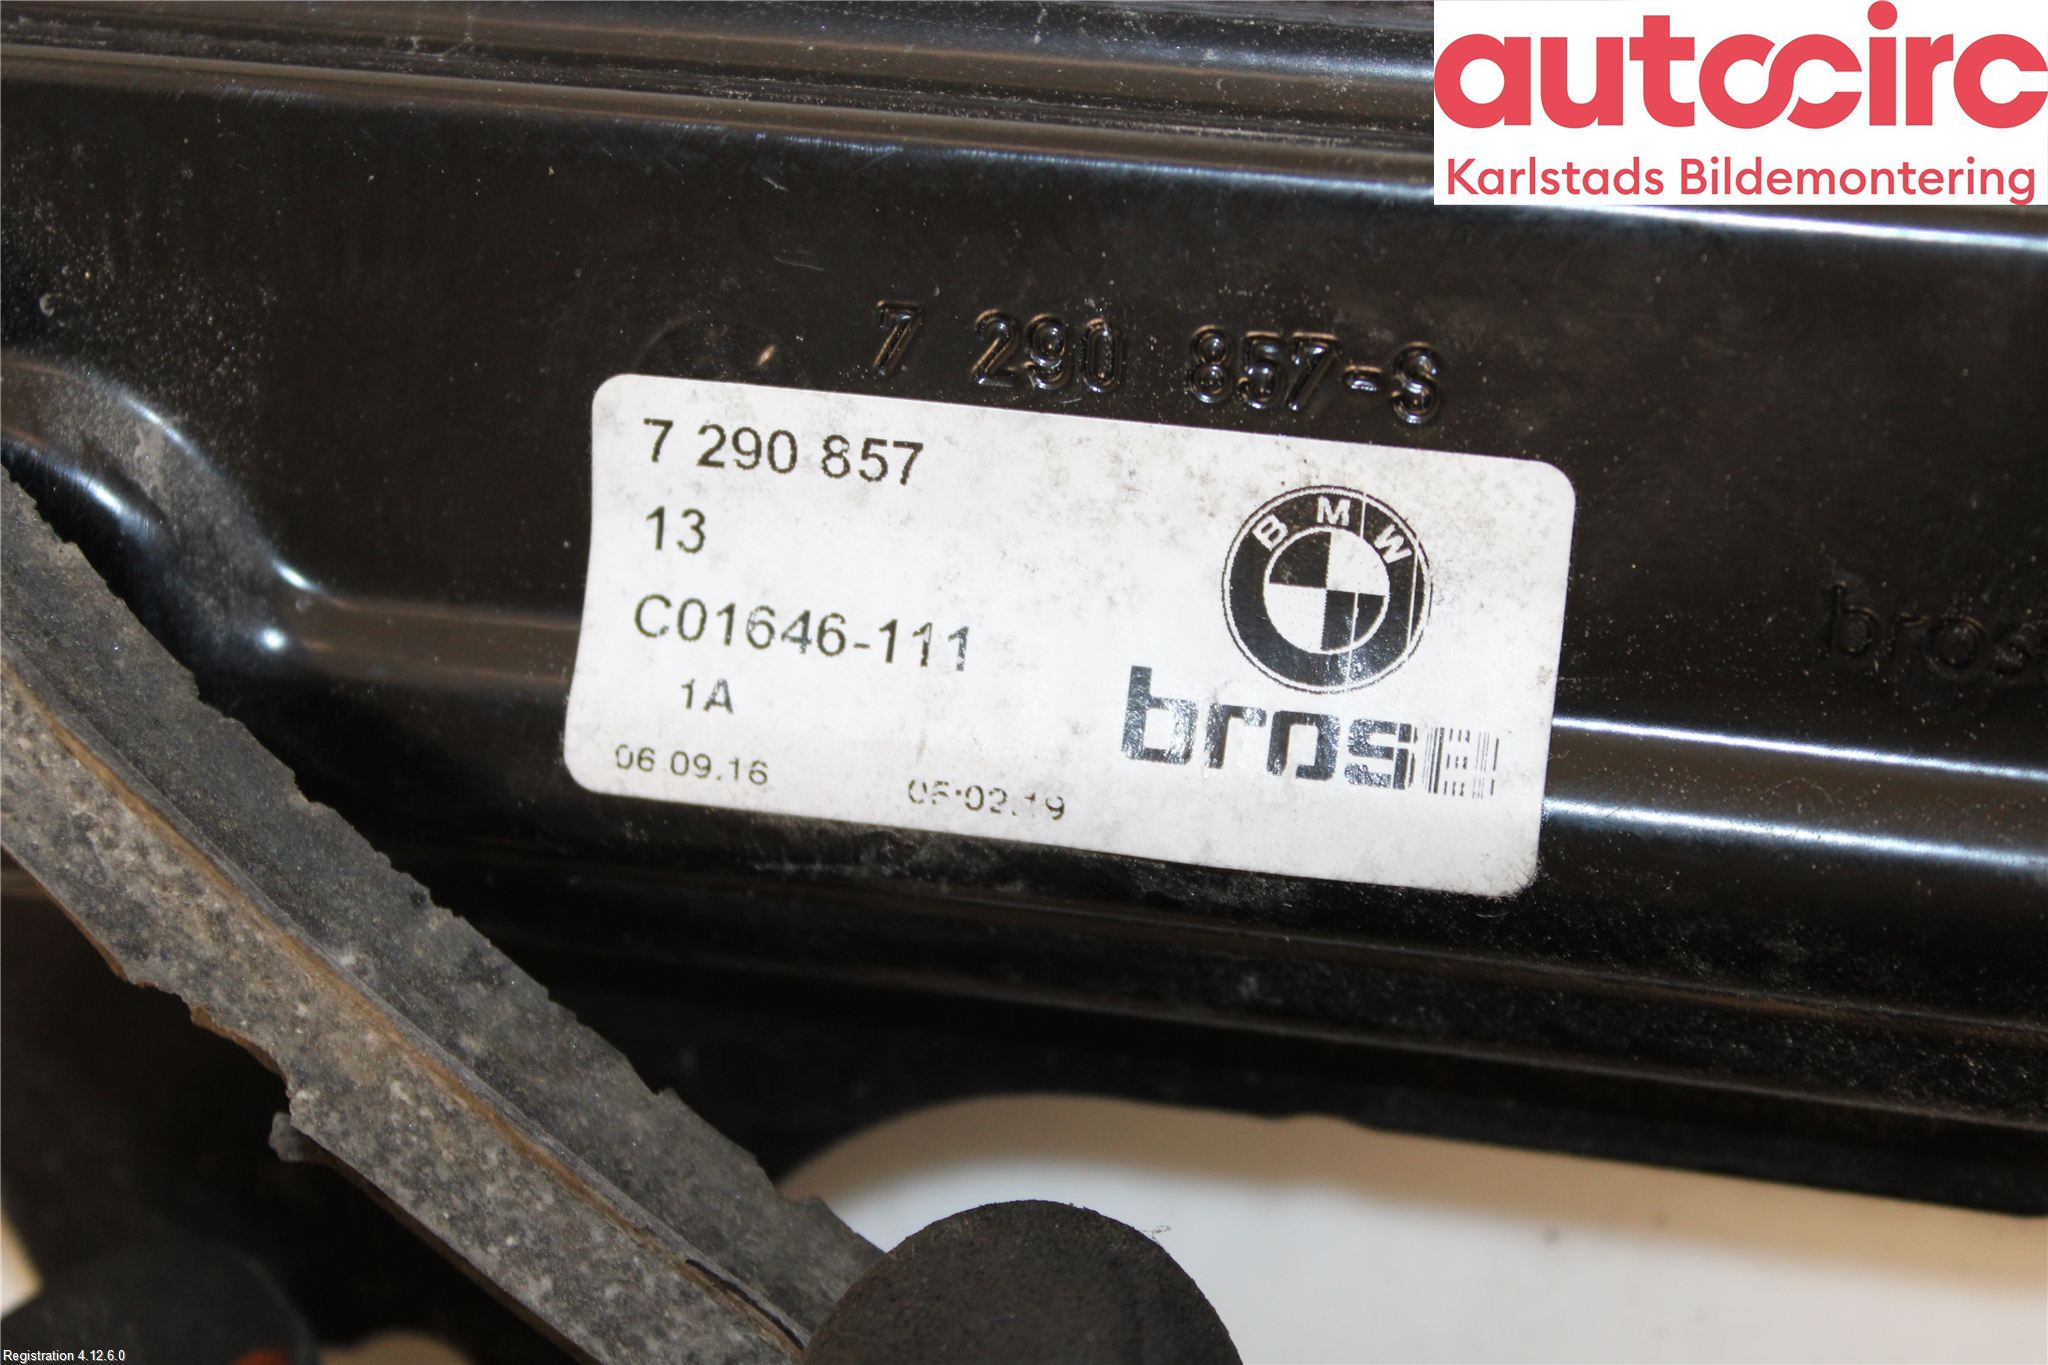 autocirc
Karlstads Bildemontering
7 290 857-S
7 290 857
13
C01646-111
1A
06.09.16
BMW
brose
Registration 4.12.6.0